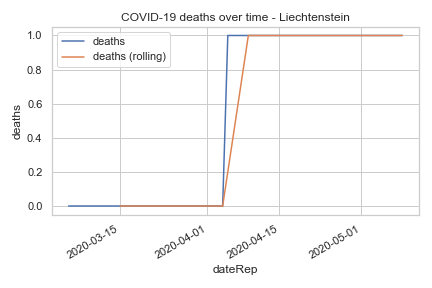 COVID-19 deaths over time - Liechtenstein
deaths
deaths (rolling)
1.0
0.8
0.6
0.4
0.2
0.0
deaths
2020-03-15
2020-04-01
2020-04-15
2020-05-01
dateRep